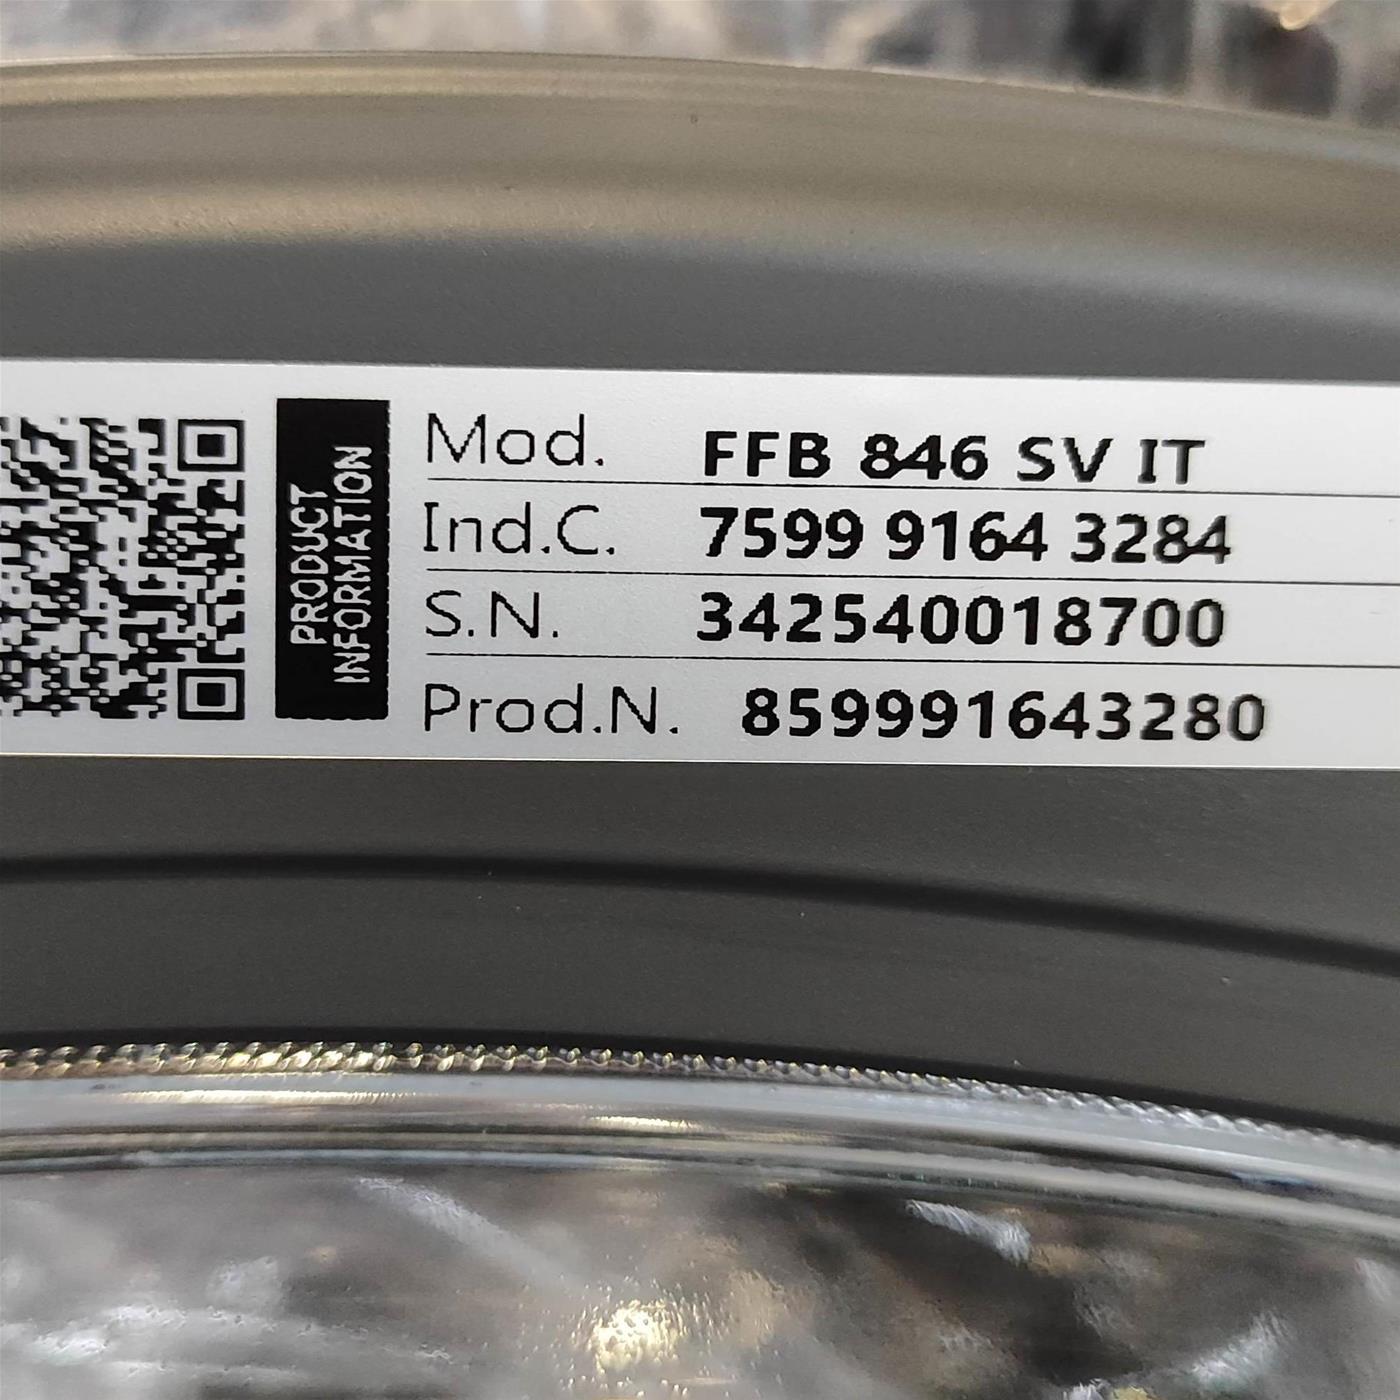 PRODUCT
INFORMATION
Mod. FFB 846 SV IT
Ind.C. 7599 9164 3284
S.N. 342540018700
Prod.N. 859991643280